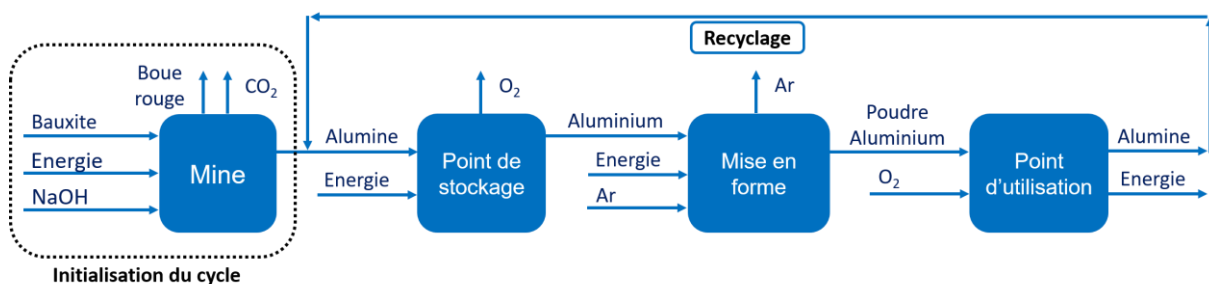 Recyclage
Boue
rouge
CO₂
Bauxite
Energie
NaOH
Mine
Initialisation du cycle
Alumine
Energie
O₂
Point de
stockage
Aluminium
Energie
Ar
Ar
Mise en
forme
Poudre
Aluminium
O₂
Point
d'utilisation
Alumine
Energie